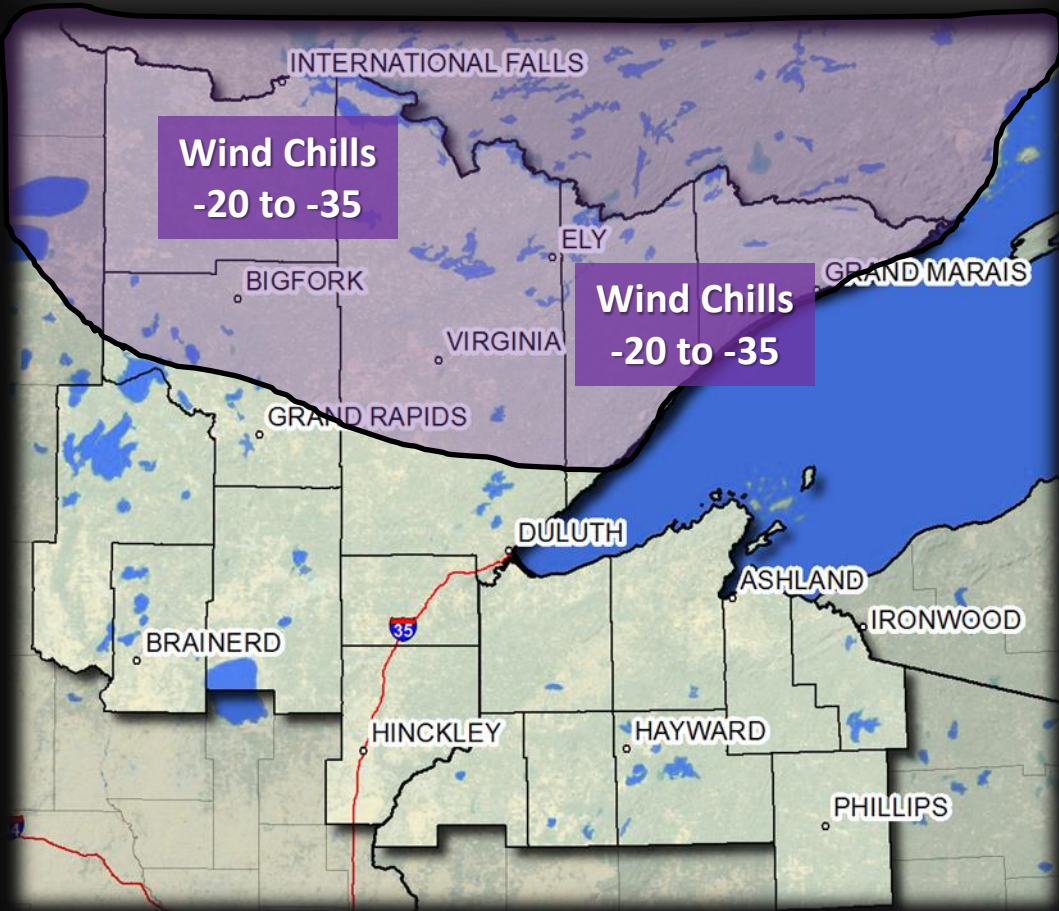 INTERNATIONAL FALLS
Wind Chills
-20 to -35
ELY
BIGFORK
GRAND MARAIS
Wind Chills
-20 to -35
VIRGINIA
GRAND RAPIDS
DULUTH
ASHLAND
35
IRONWOOD
BRAINERD
HINCKLEY
HAYWARD
PHILLIPS